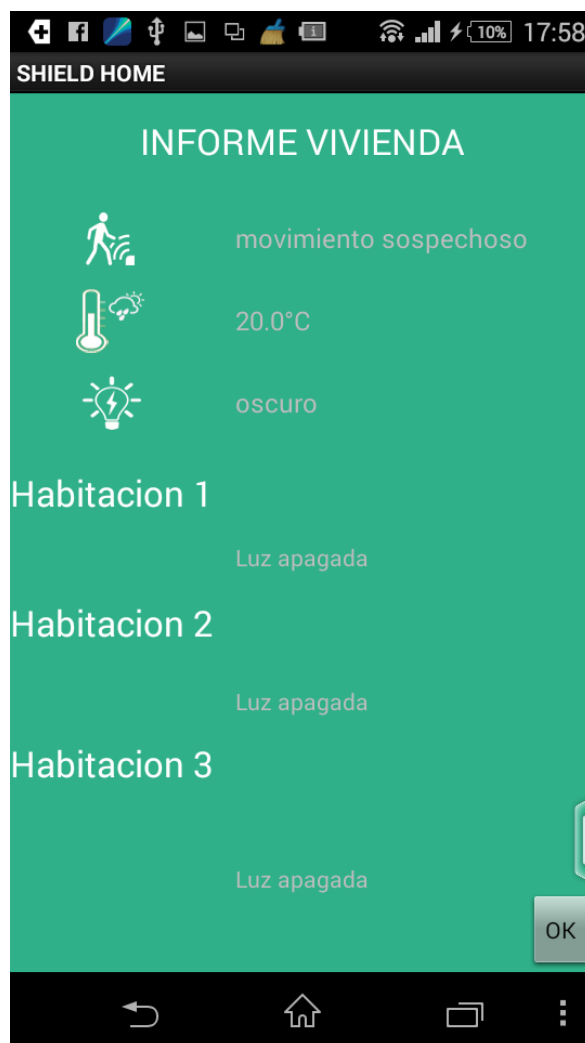 10% 17:58
SHIELD HOME
INFORME VIVIENDA
movimiento sospechoso
20.0°C
oscuro
Habitacion 1
Luz apagada
Habitacion 2
Luz apagada
Habitacion 3
Luz apagada
OK